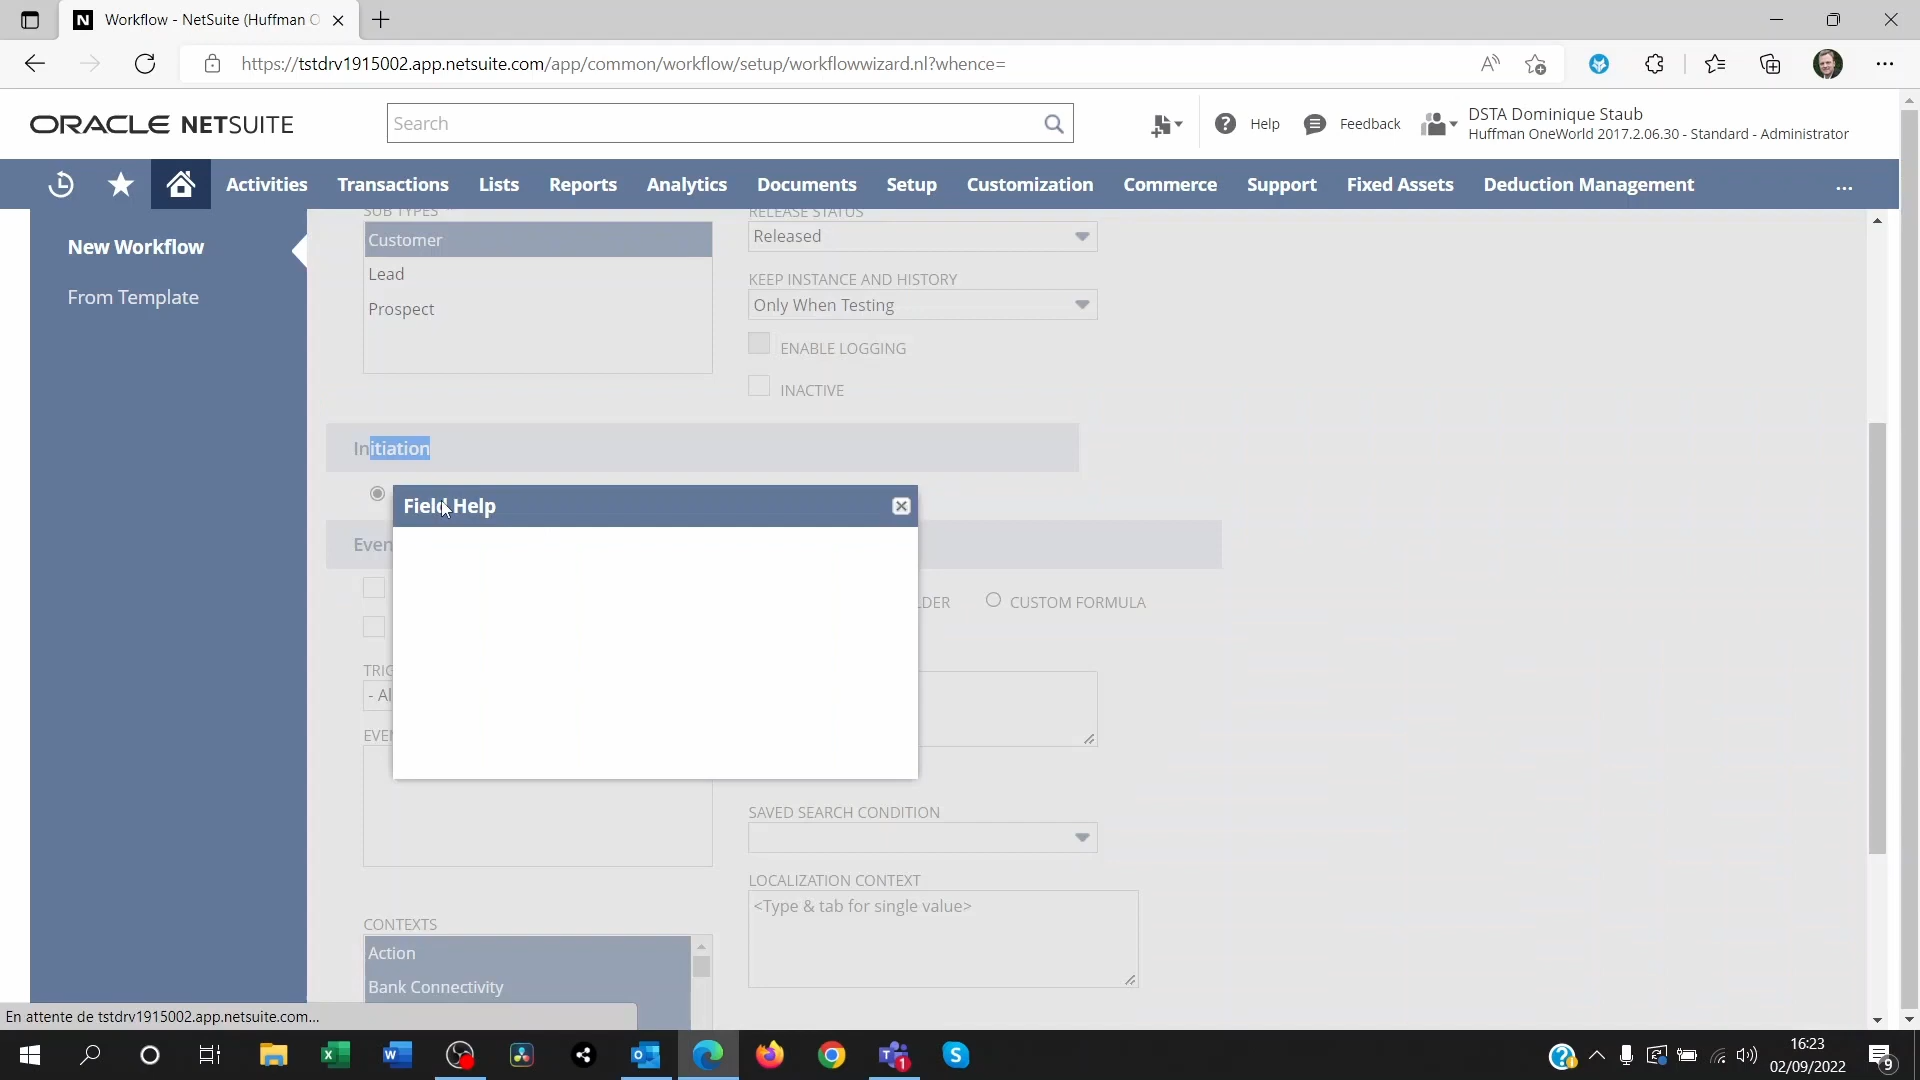 Workflow - NetSuite (Huffman O
https://tstdrv1915002.app.netsuite.com/app/common/workflow/setup/workflowwizard.nl?whence=
ORACLE NETSUITE
Search
Help
Feedback
DSTA Dominique Staub
Huffman OneWorld 2017.2.06.30 - Standard - Administrator
Activities
Transactions
Lists
Reports
Analytics
Documents
Setup
Customization
Commerce
Support
Fixed Assets
Deduction Management
...
New Workflow
From Template
SUB TYPES
Customer
Lead
Prospect
RELEASE STATUS
Released
KEEP INSTANCE AND HISTORY
Only When Testing
ENABLE LOGGING
INACTIVE
Initiation
Field Help
Even
LDER
CUSTOM FORMULA
TRIG
- Al
EVEN
SAVED SEARCH CONDITION
LOCALIZATION CONTEXT
<Type & tab for single value>
CONTEXTS
Action
Bank Connectivity
En attente de tstdrv1915002.app.netsuite.com...
16:23
02/09/2022
1
9